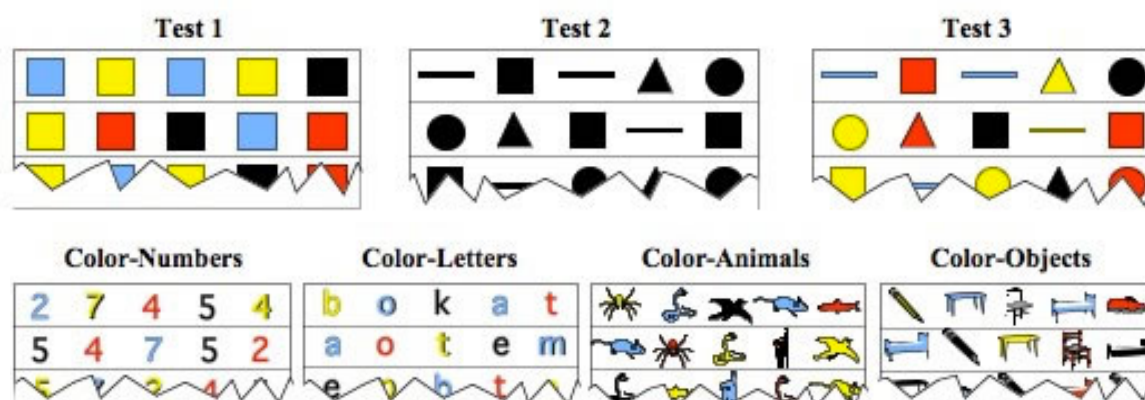 Test 1 Test 2 Test 3
Color-Numbers Color-Letters Color-Animals Color-Objects
2 7 4 5 4 b o k a t
5 4 7 5 2 a o t e m